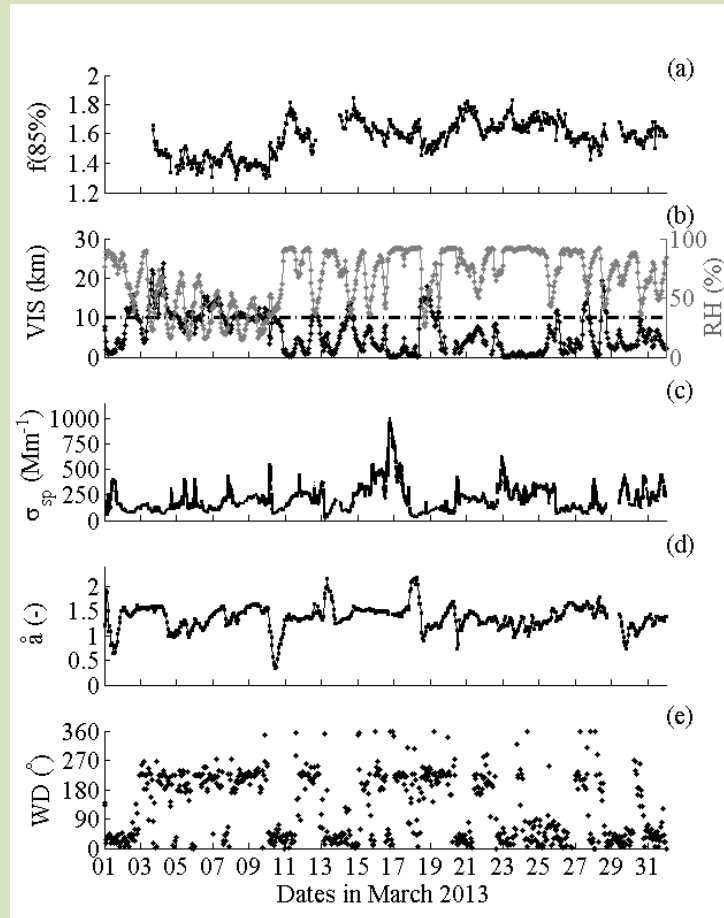 (a)
2
1.8
1.6
1.4
1.2
f(85%)
(b)
30
20
10
0
VIS (km)
100
50
0
RH (%)
(c)
1000
750
500
250
0
σsp (Mm-1)
(d)
2
1.5
1
0.5
0
å (-)
(e)
360
270
180
90
0
WD (Å)
01 03 05 07 09 11 13 15 17 19 21 23 25 27 29 31
Dates in March 2013